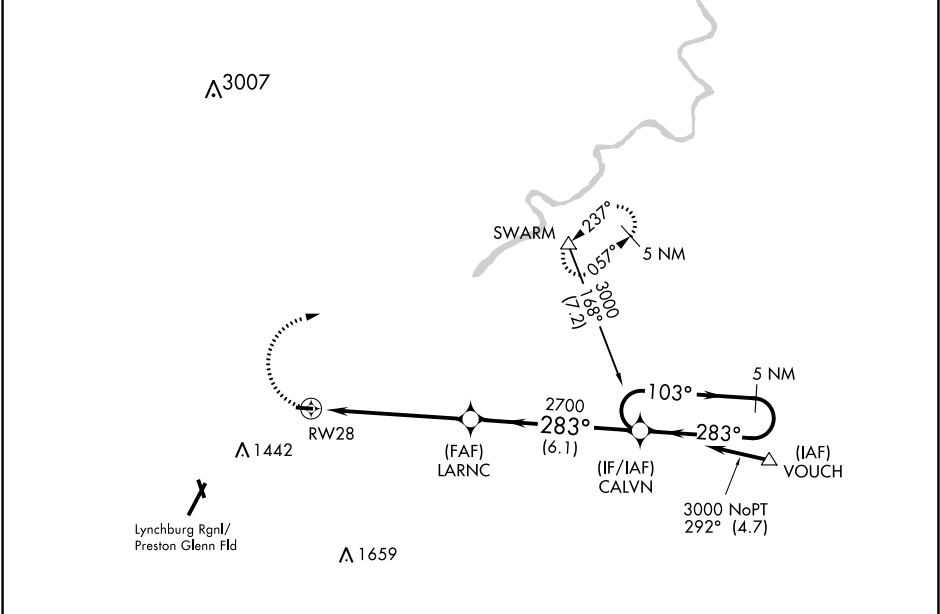 3007
SWARM
237°
057°
5 NM
3000
168°
(7.2)
5 NM
103°
2700
283°
(6.1)
283°
RW28
(FAF)
LARNC
(IF/IAF)
CALVN
(IAF)
VOUCH
1442
3000 NoPT
292° (4.7)
Lynchburg Rgnl/
Preston Glenn Fld
1659